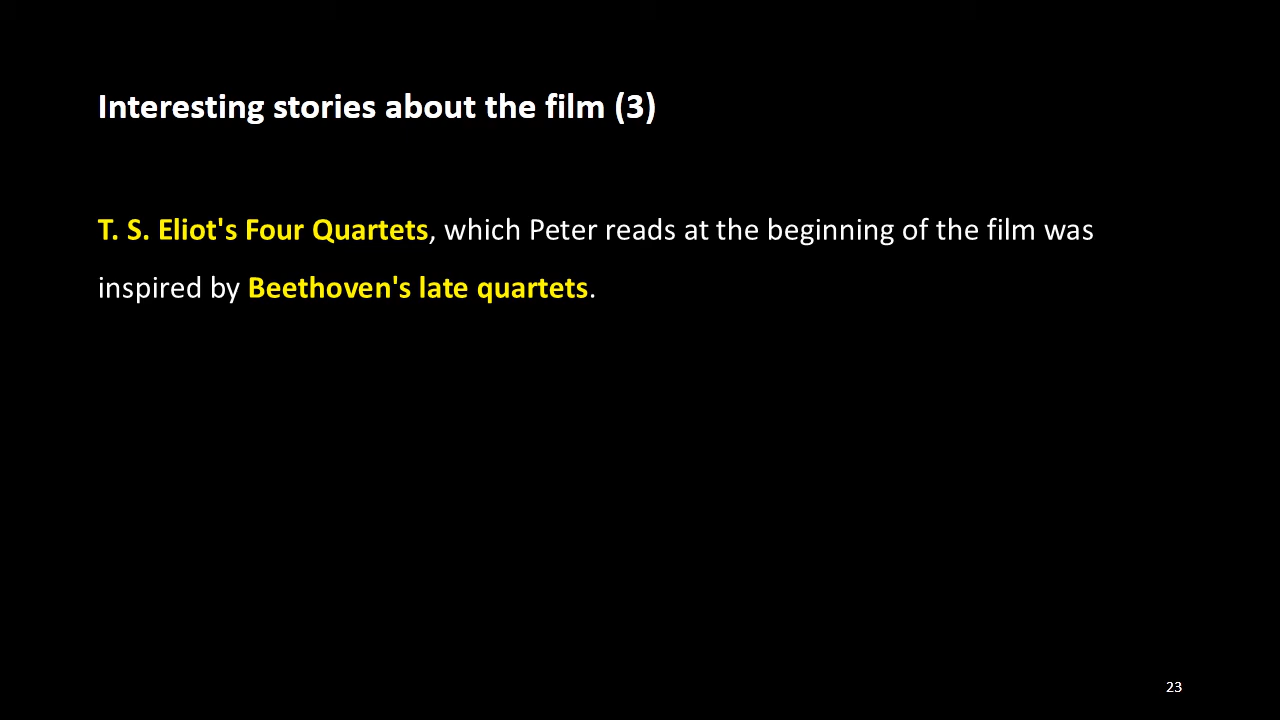 Interesting stories about the film (3)
T. S. Eliot's Four Quartets, which Peter reads at the beginning of the film was
inspired by Beethoven's late quartets.
23